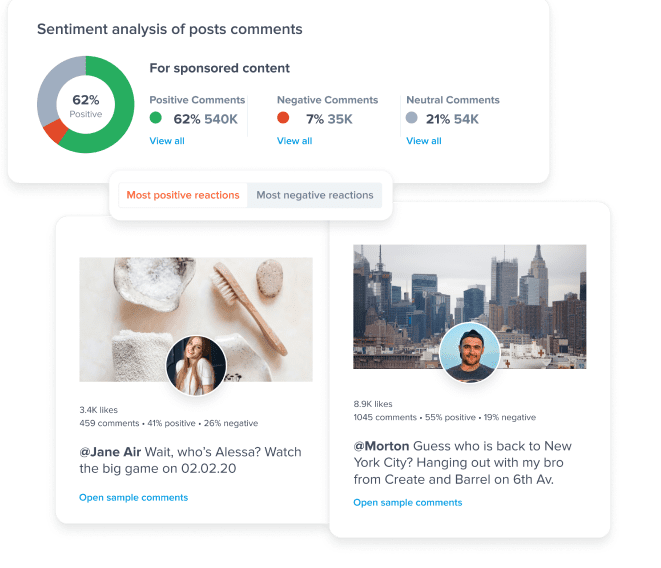 Sentiment analysis of posts comments
For sponsored content
62%
Positive
Positive Comments
62% 540K
View all
Negative Comments
7% 35K
View all
Neutral Comments
21% 54K
View all
Most positive reactions
Most negative reactions
3.4K likes
459 comments • 41% positive • 26% negative
@Jane Air Wait, who’s Alessa? Watch
the big game on 02.02.20
Open sample comments
8.9K likes
1045 comments • 55% positive • 19% negative
@Morton Guess who is back to New
York City? Hanging out with my bro
from Create and Barrel on 6th Av.
Open sample comments